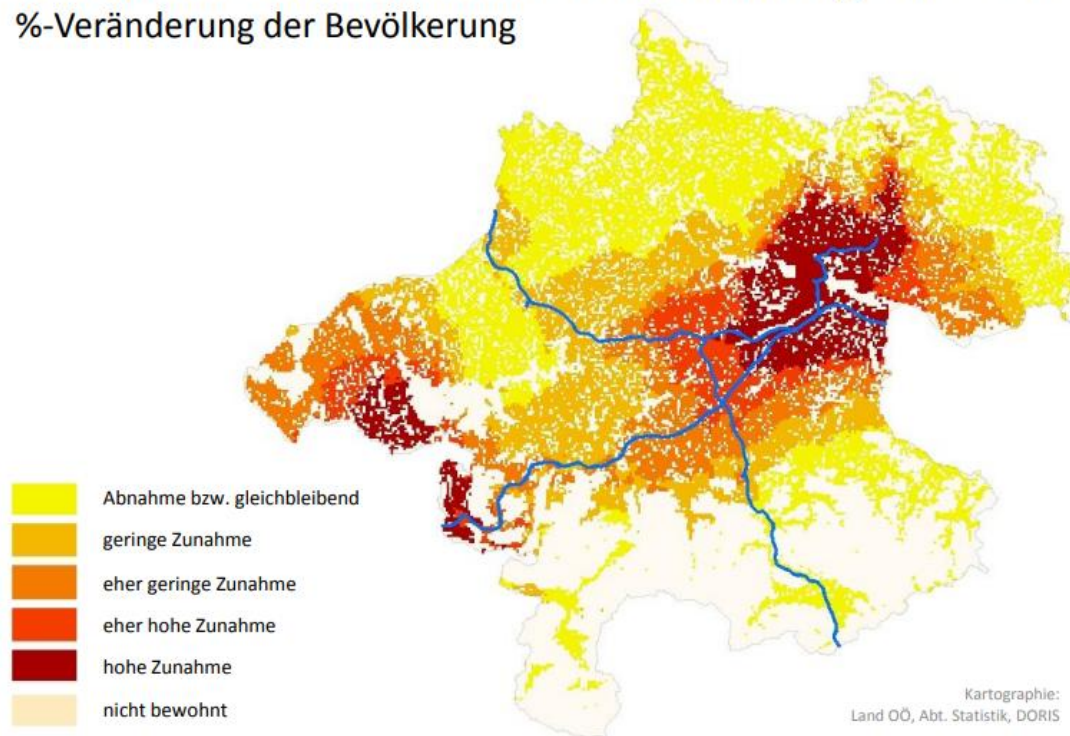 %-Veränderung der Bevölkerung
Abnahme bzw. gleichbleibend
geringe Zunahme
eher geringe Zunahme
eher hohe Zunahme
hohe Zunahme
nicht bewohnt
Kartographie:
Land OÖ, Abt. Statistik, DORIS